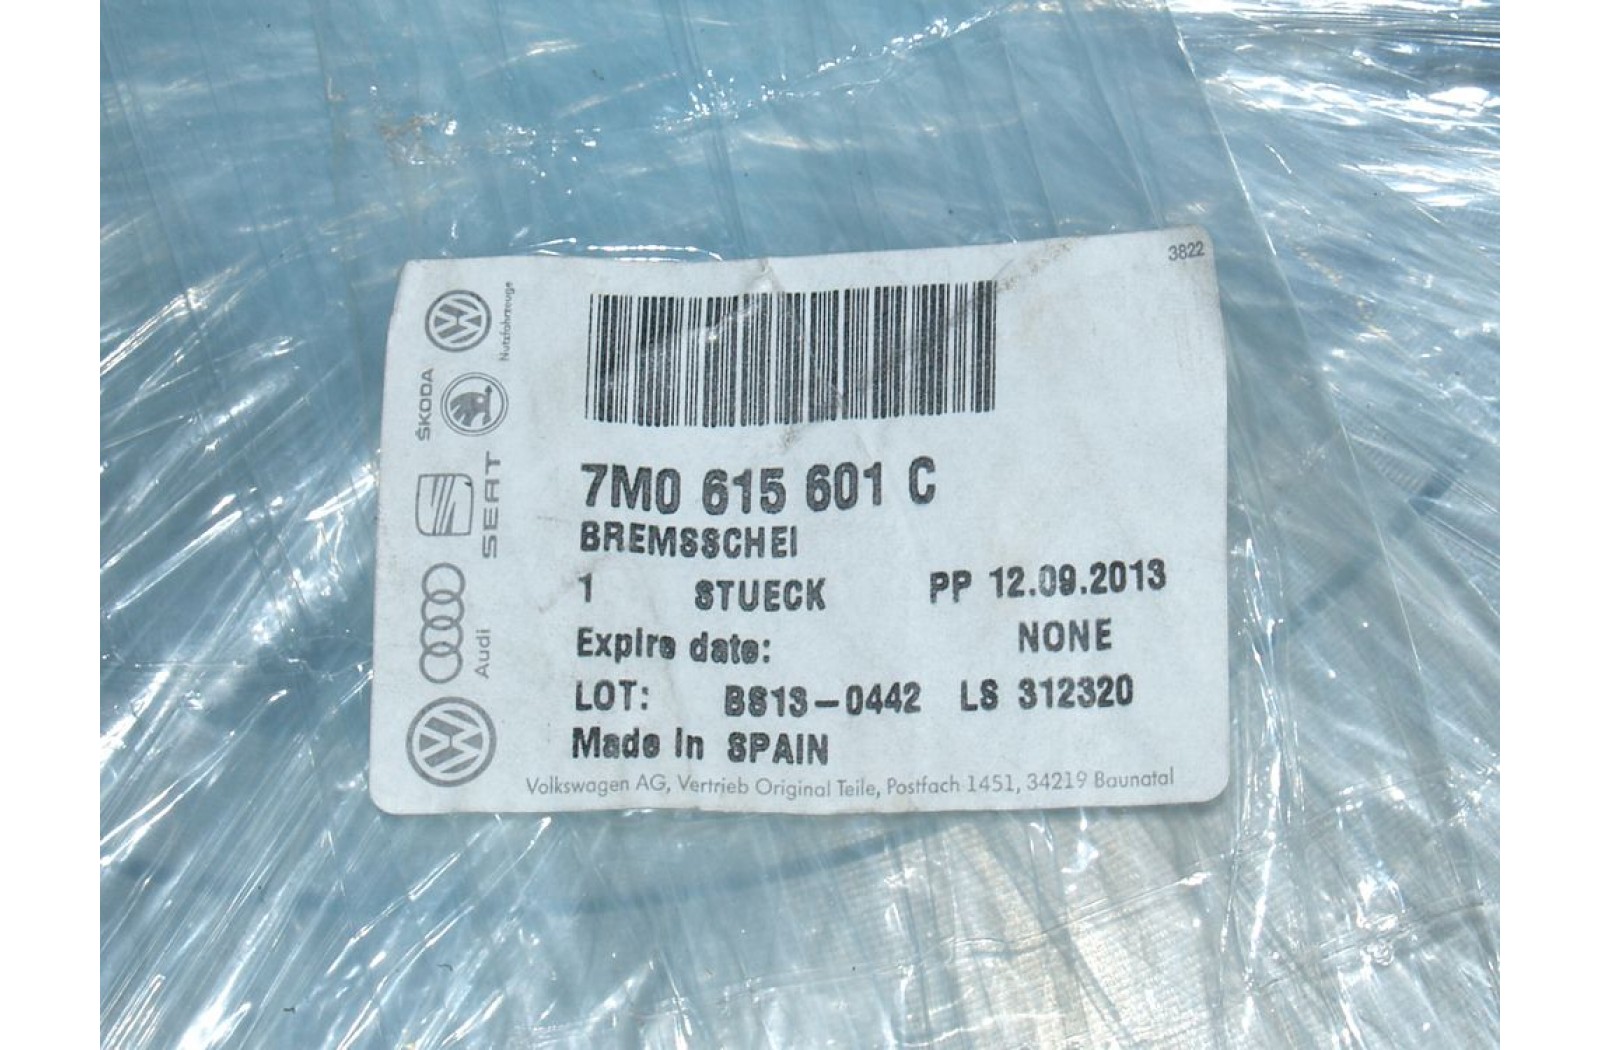 3822
Nutzfahrzeuge
ŠKODA
SEAT
Audi
7M0 615 601 C
BREMSSCHEI
1 STUECK PP 12.09.2013
Expire date: NONE
LOT: BS13-0442 LS 312320
Made in SPAIN
Volkswagen AG, Vertrieb Original Teile, Postfach 1451, 34219 Baunatal